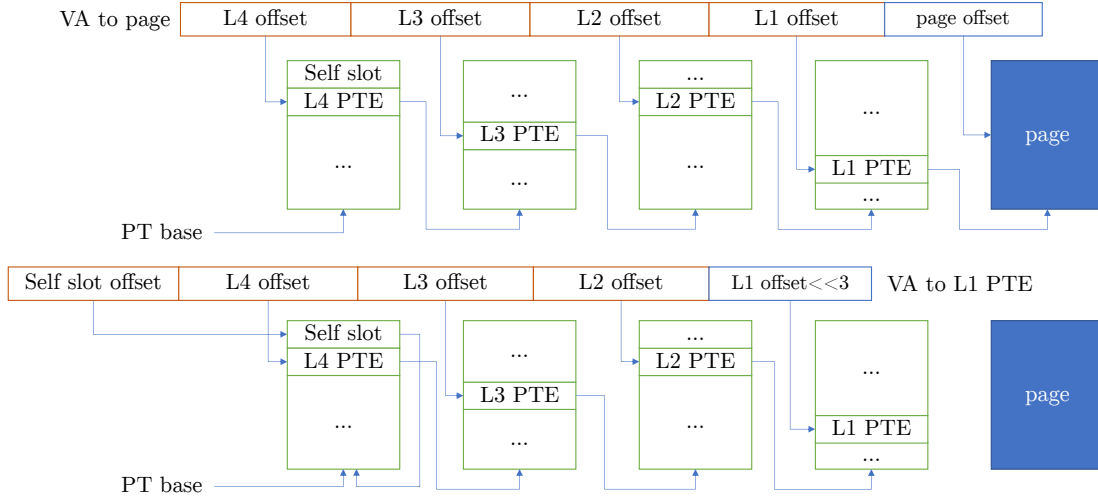 VA to page L4 offset L3 offset L2 offset L1 offset page offset
Self slot ...
L4 PTE ... L2 PTE ...
L3 PTE page
... ... L1 PTE
... ...
PT base
Self slot offset L4 offset L3 offset L2 offset L1 offset<<3 VA to L1 PTE
Self slot ...
L4 PTE ... L2 PTE ...
L3 PTE page
... ... L1 PTE
... ...
PT base